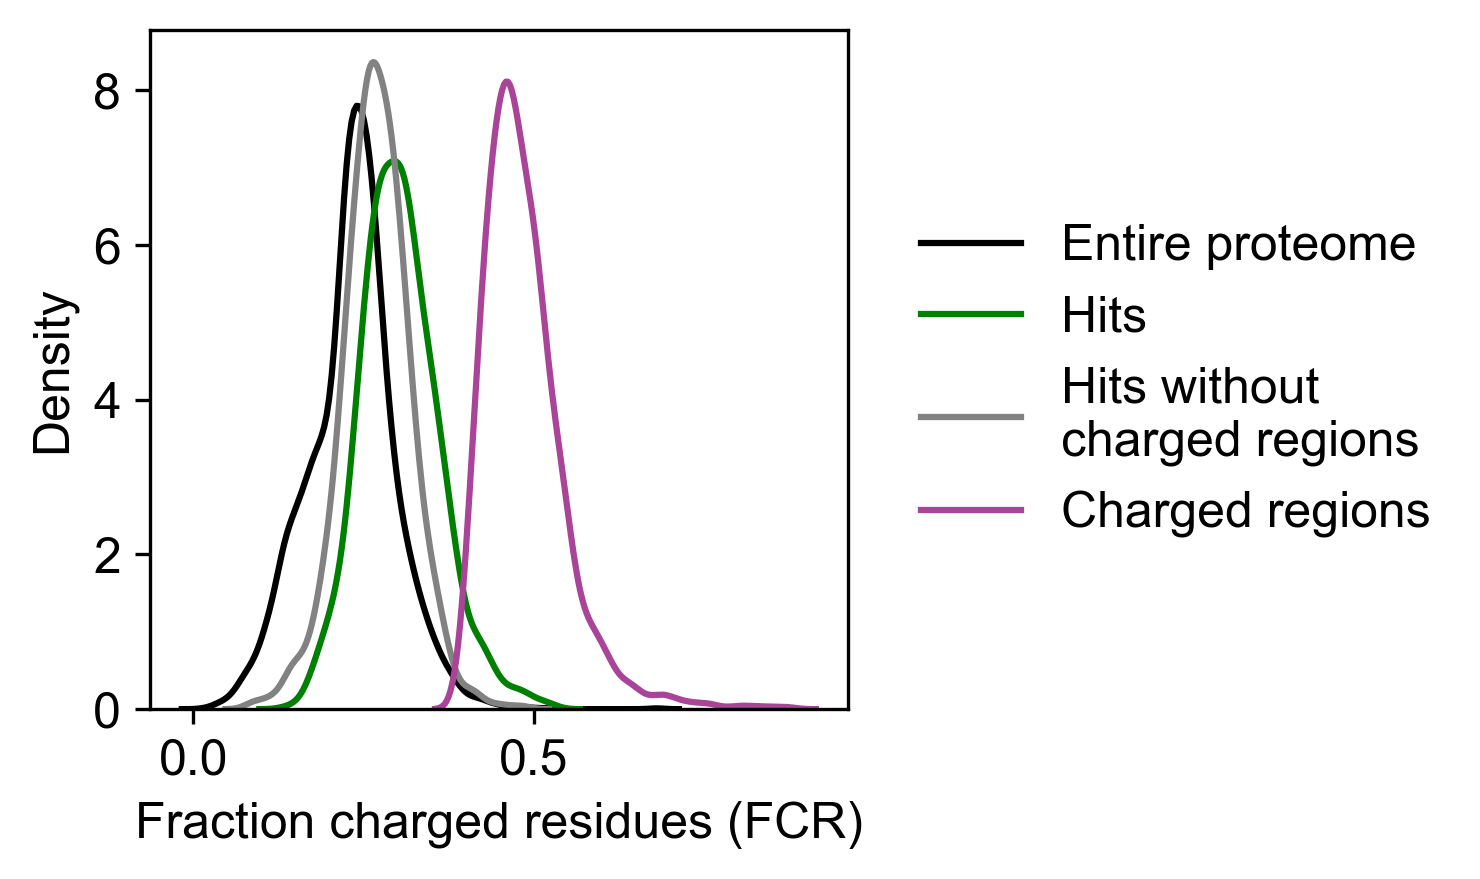 8
6
4
2
0
Density
0.0
0.5
Fraction charged residues (FCR)
Entire proteome
Hits
Hits without
charged regions
Charged regions